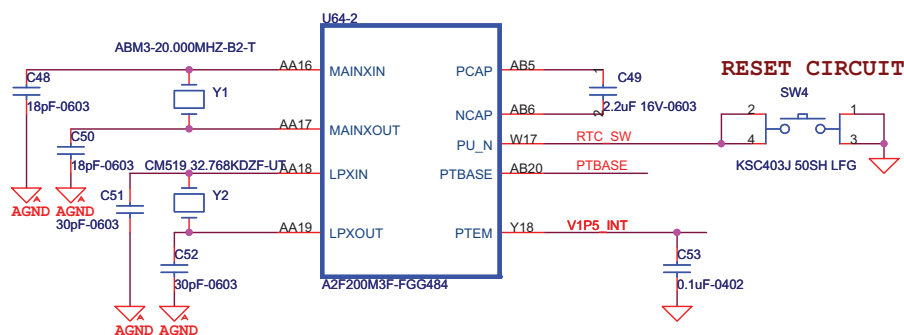 U64-2
ABM3-20.000MHZ-B2-T
C48
18pF-0603
AA16
MAINXIN
Y1
C50
18pF-0603
AA17
MAINXOUT
CM519_32.768KDZF-UT
AA18
LPXIN
C51
30pF-0603
Y2
AA19
LPXOUT
C52
30pF-0603
AGND
AGND
AGND
AGND
PCAP
AB5
1
C49
2.2uF 16V-0603
NCAP
AB6
2
PU_N
W17
RTC_SW
PTBASE
AB20
PTBASE
PTEM
Y18
V1P5_INT
C53
0.1uF-0402
A2F200M3F-FGG484
RESET CIRCUIT
SW4
2
1
4
3
KSC403J 50SH LFG
A
A
A
A